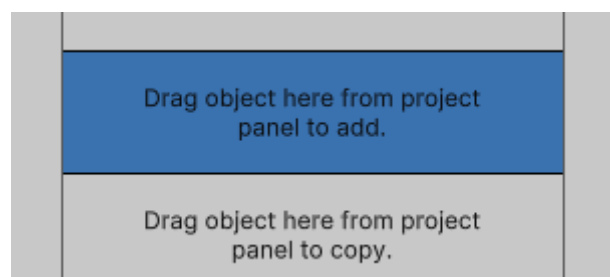 Drag object here from project
panel to add.
Drag object here from project
panel to copy.